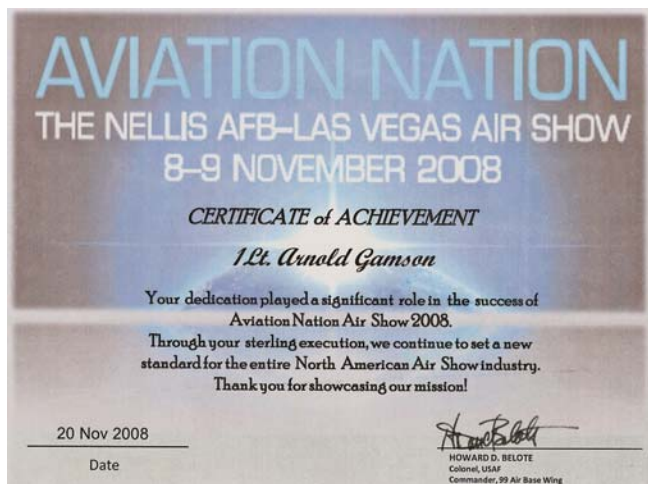 AVIATION NATION
THE NELLIS AFB-LAS VEGAS AIR SHOW
8-9 NOVEMBER 2008
CERTIFICATE of ACHIEVEMENT
1Lt. Arnold Gamson
Your dedication played a significant role in the success of
Aviation Nation Air Show 2008.
Through your sterling execution, we continue to set a new
standard for the entire North American Air Show industry.
Thank you for showcasing our mission!
20 Nov 2008
Date
HOWARD D. BELOTE
Colonel, USAF
Commander, 99 Air Base Wing